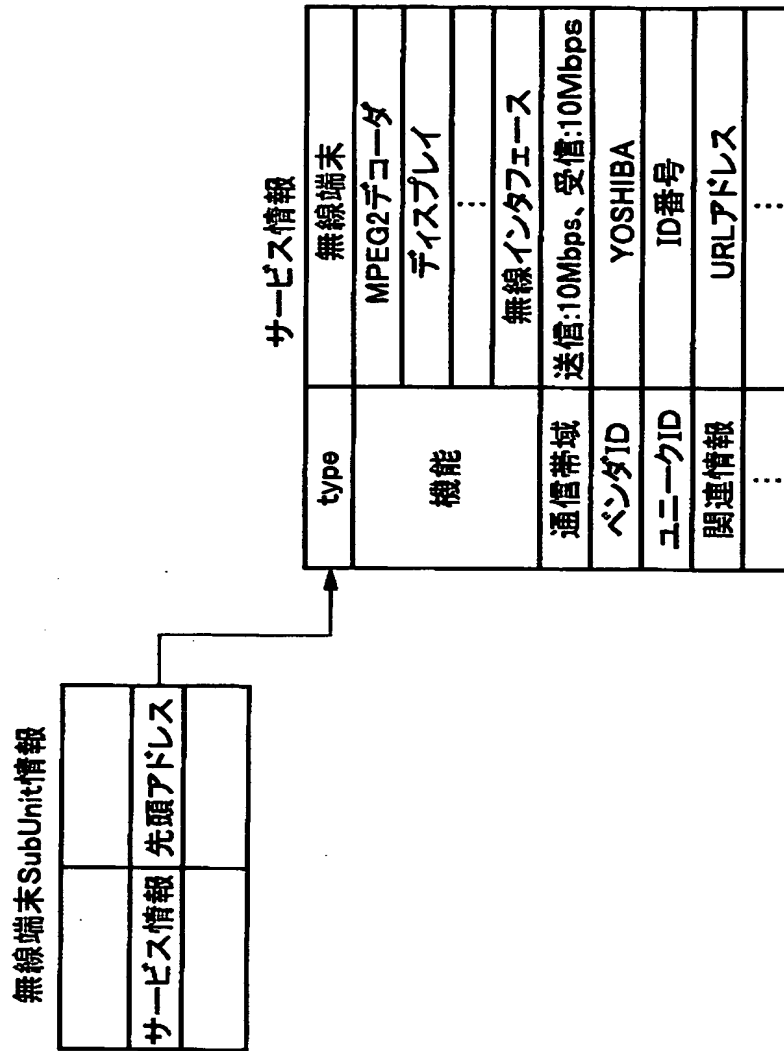 無線端末SubUnit情報
サービス情報 先頭アドレス
サービス情報
type 無線端末
機能 MPEG2デコーダ
ディスプレイ
⋮
無線インタフェース
通信帯域 送信:10Mbps、受信:10Mbps
ベンダID YOSHIBA
ユニークID ID番号
関連情報 URLアドレス
⋮ ⋮